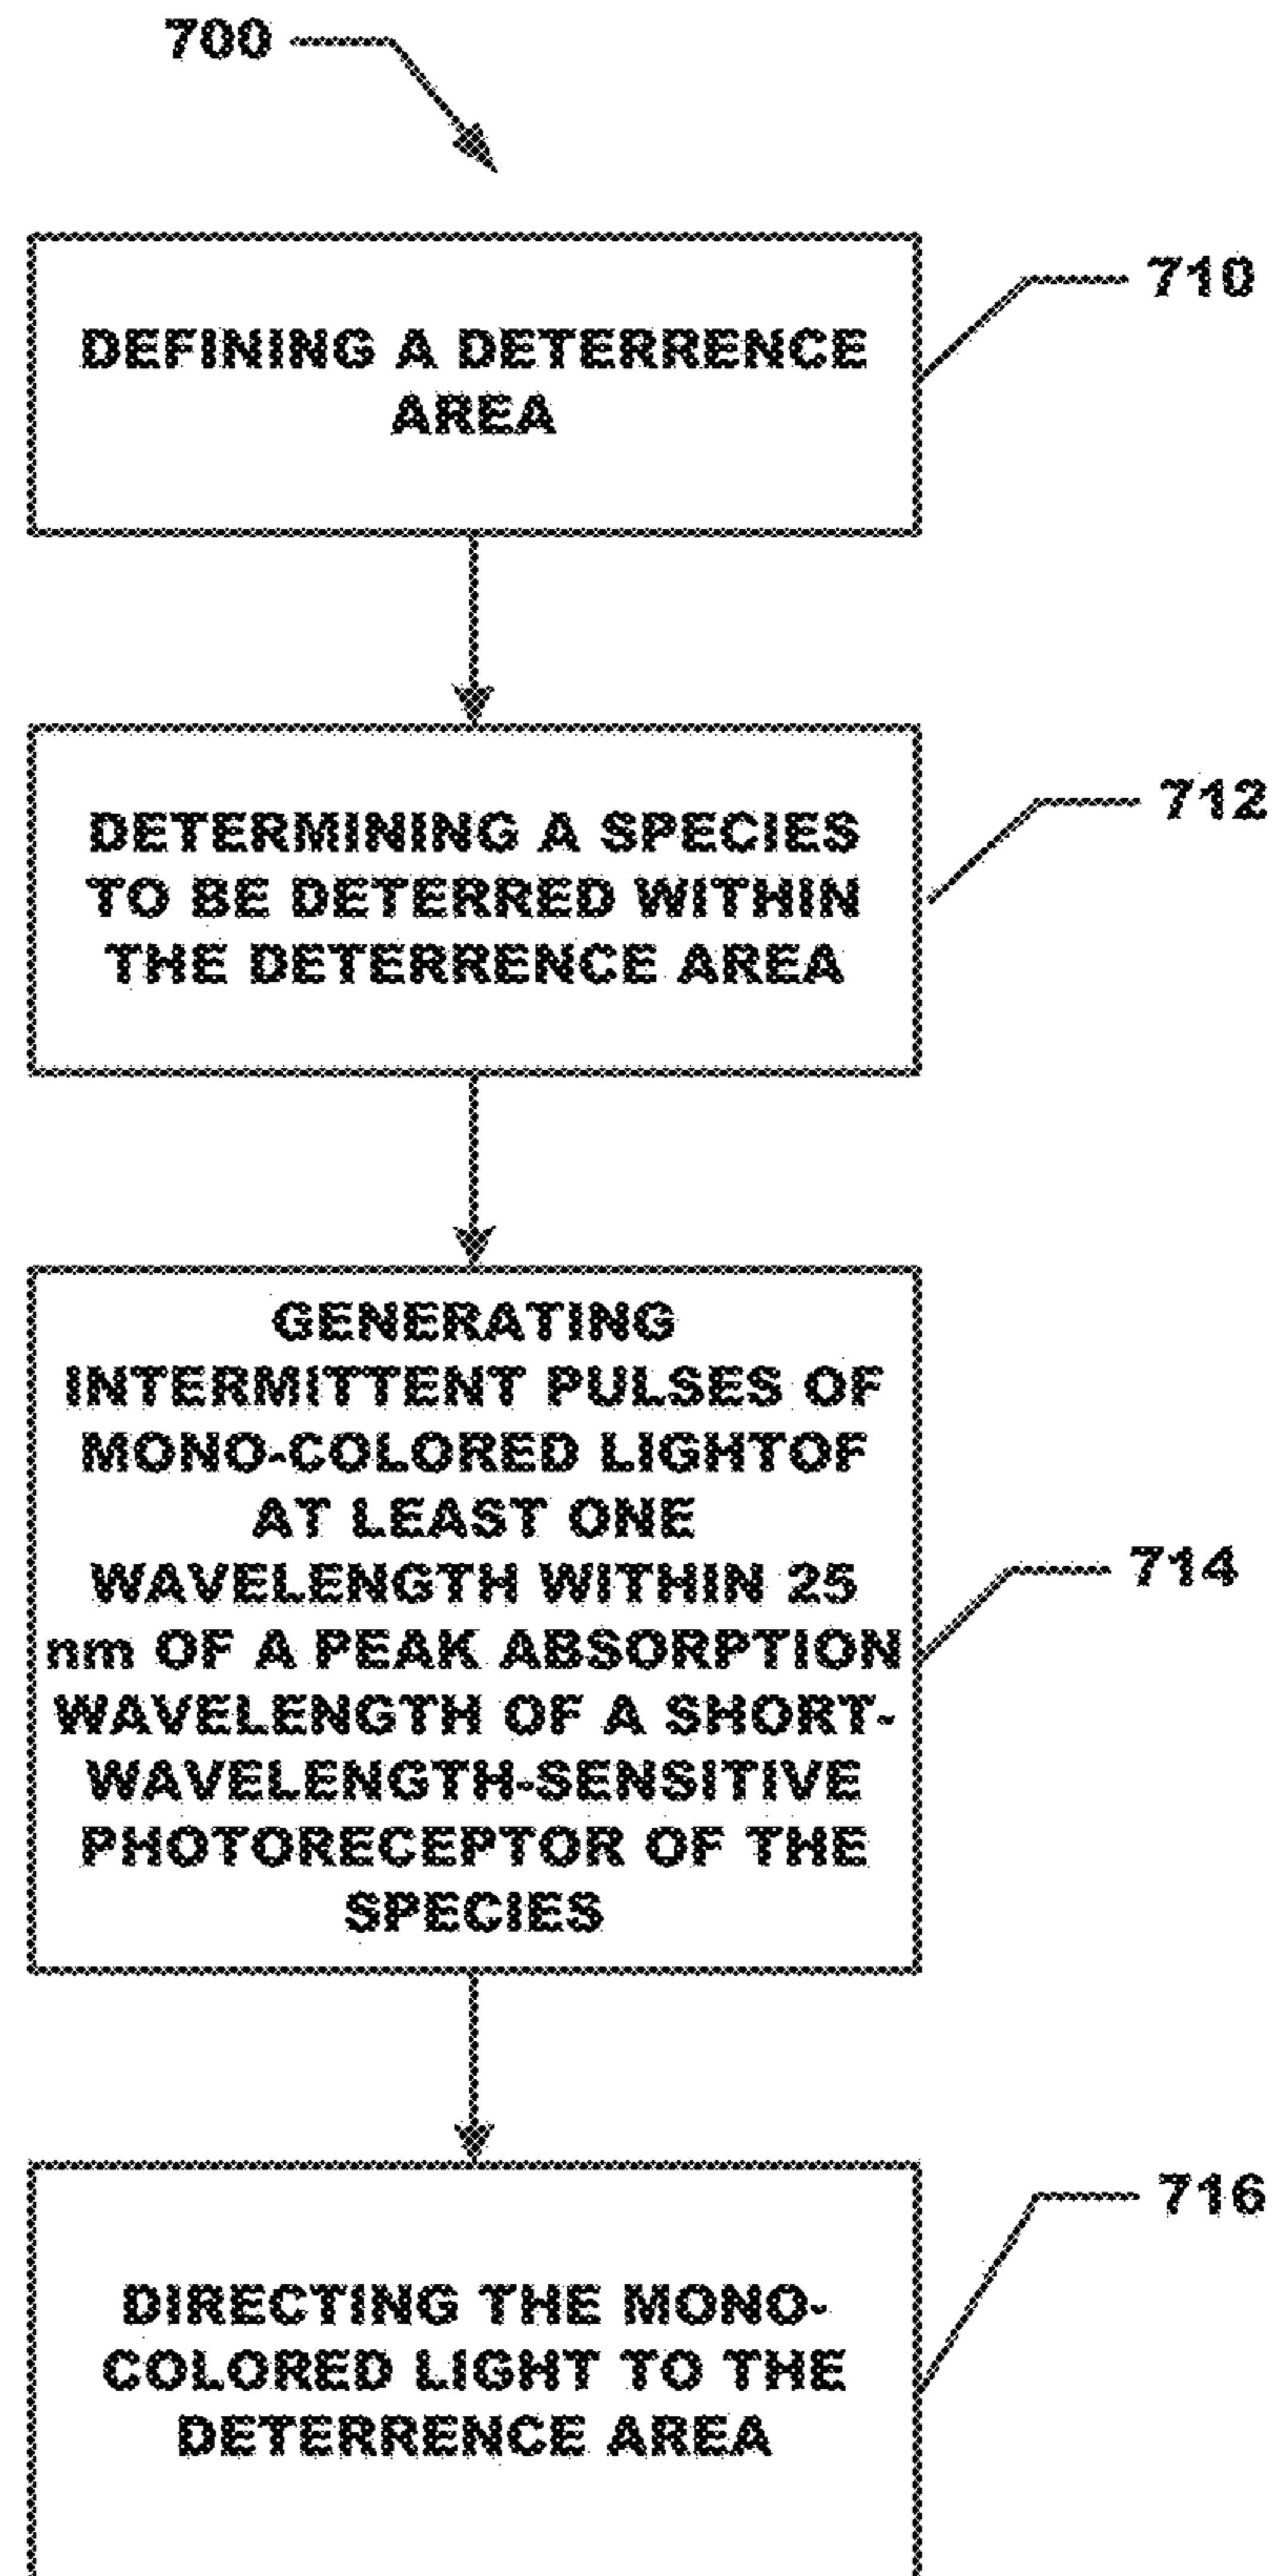 700
710
DEFINING A DETERRENCE
AREA
712
DETERMINING A SPECIES
TO BE DETERRED WITHIN
THE DETERRENCE AREA
GENERATING
INTERMITTENT PULSES OF
MONO-COLORED LIGHTOF
AT LEAST ONE
WAVELENGTH WITHIN 25
nm OF A PEAK ABSORPTION
WAVELENGTH OF A SHORT-
WAVELENGTH-SENSITIVE
PHOTORECEPTOR OF THE
SPECIES
714
716
DIRECTING THE MONO-
COLORED LIGHT TO THE
DETERRENCE AREA